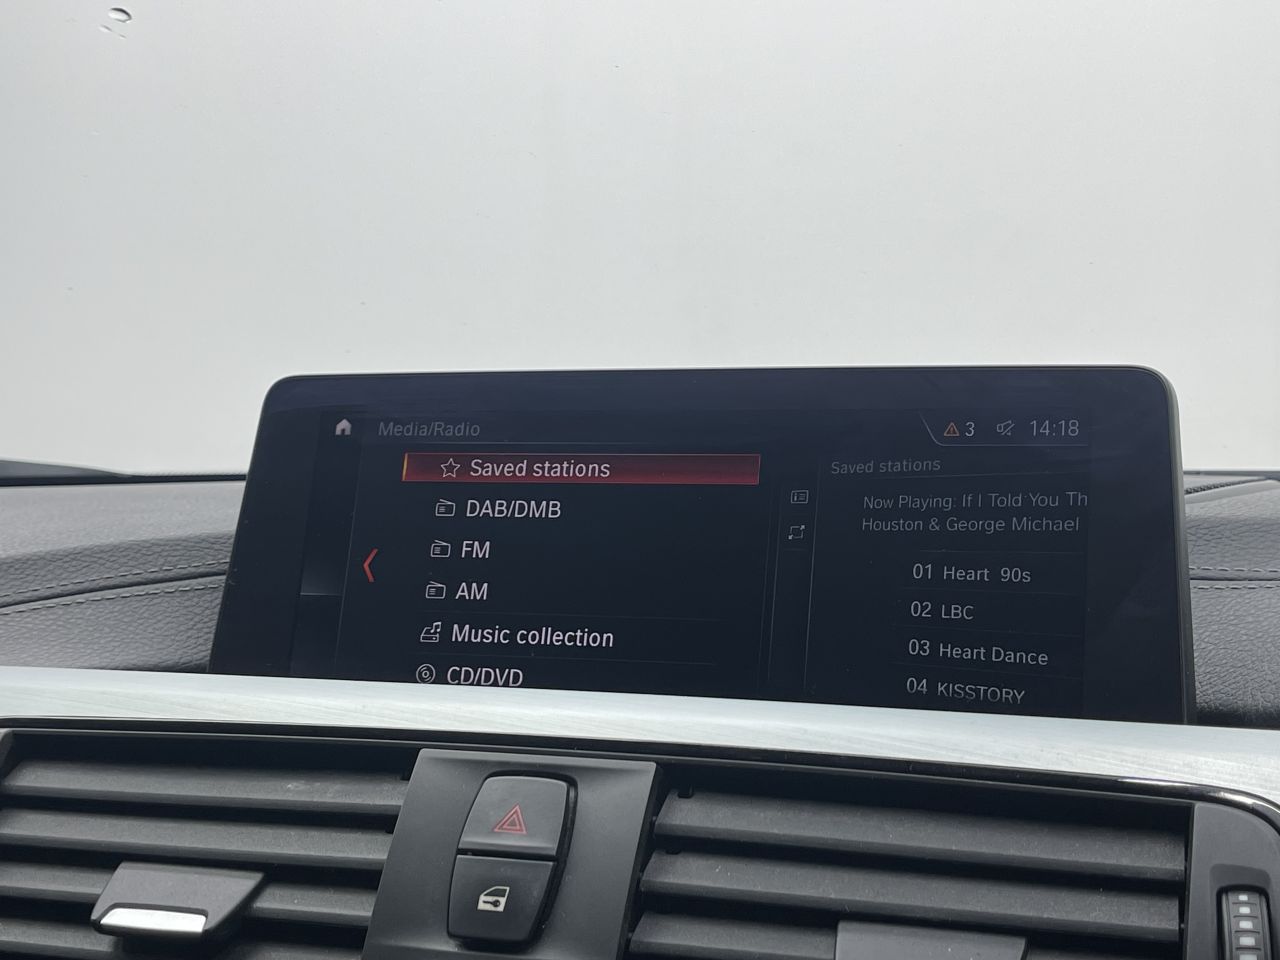 Media/Radio
3
14:18
Saved stations
DAB/DMB
FM
AM
Music collection
CD/DVD
Saved stations
Now Playing: If I Told You Th
Houston & George Michael
01 Heart 90s
02 LBC
03 Heart Dance
04 KISSTORY